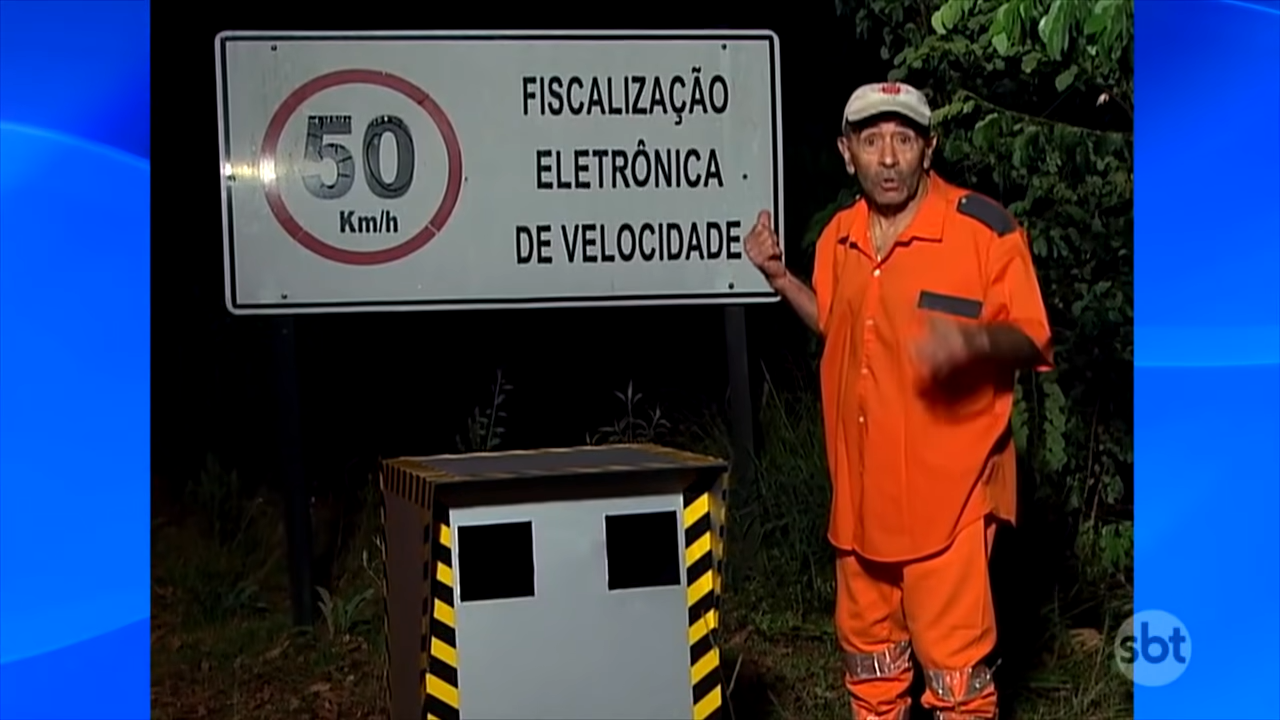 50
Km/h
FISCALIZAÇÃO
ELETRÔNICA
DE VELOCIDADE
sbt